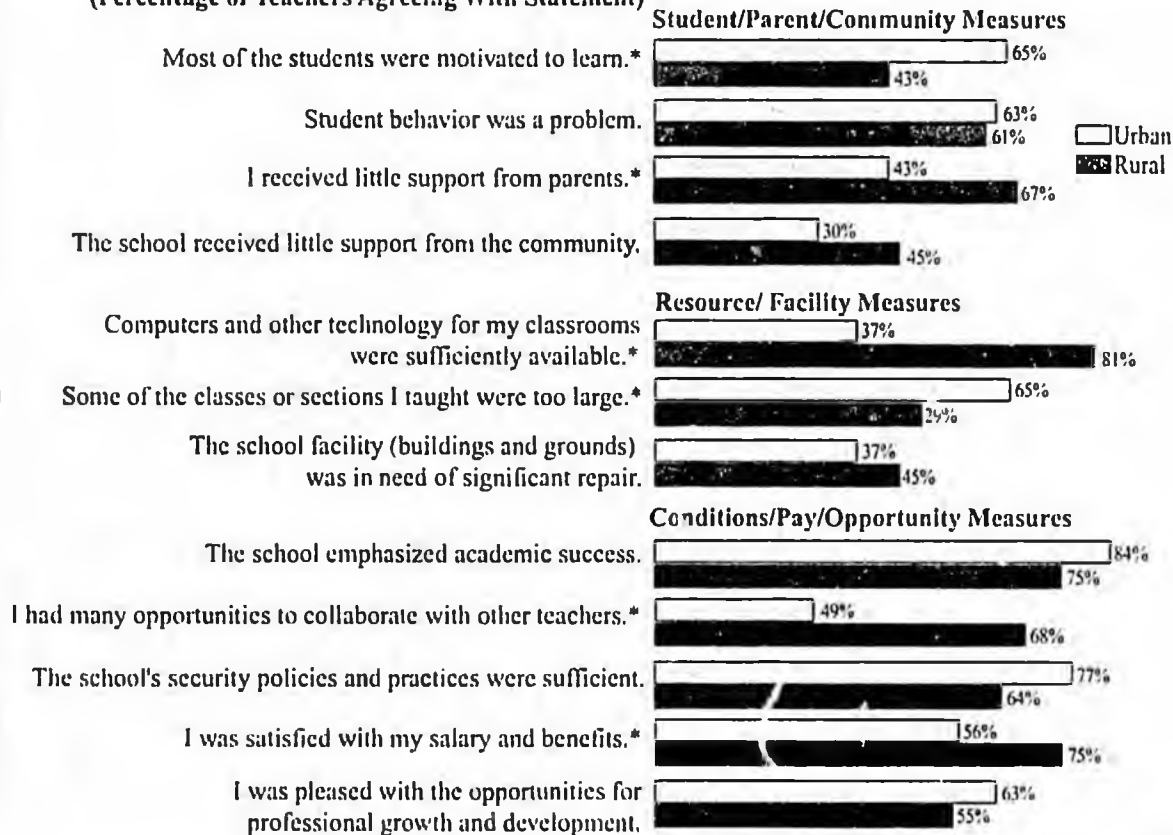 (Percentage of Teachers Agreeing With Statement)
Student/Parent/Community Measures
Most of the students were motivated to learn.* 65%
43%
Student behavior was a problem. 63%
61%
Urban
Rural
I received little support from parents.* 43%
67%
The school received little support from the community. 30%
45%
Resource/ Facility Measures
Computers and other technology for my classrooms
were sufficiently available.*
37%
81%
Some of the classes or sections I taught were too large.* 65%
29%
The school facility (buildings and grounds)
was in need of significant repair.
37%
45%
Conditions/Pay/Opportunity Measures
The school emphasized academic success. 84%
75%
I had many opportunities to collaborate with other teachers.* 49%
68%
The school's security policies and practices were sufficient. 77%
64%
I was satisfied with my salary and benefits.* 56%
75%
I was pleased with the opportunities for
professional growth and development.
63%
55%